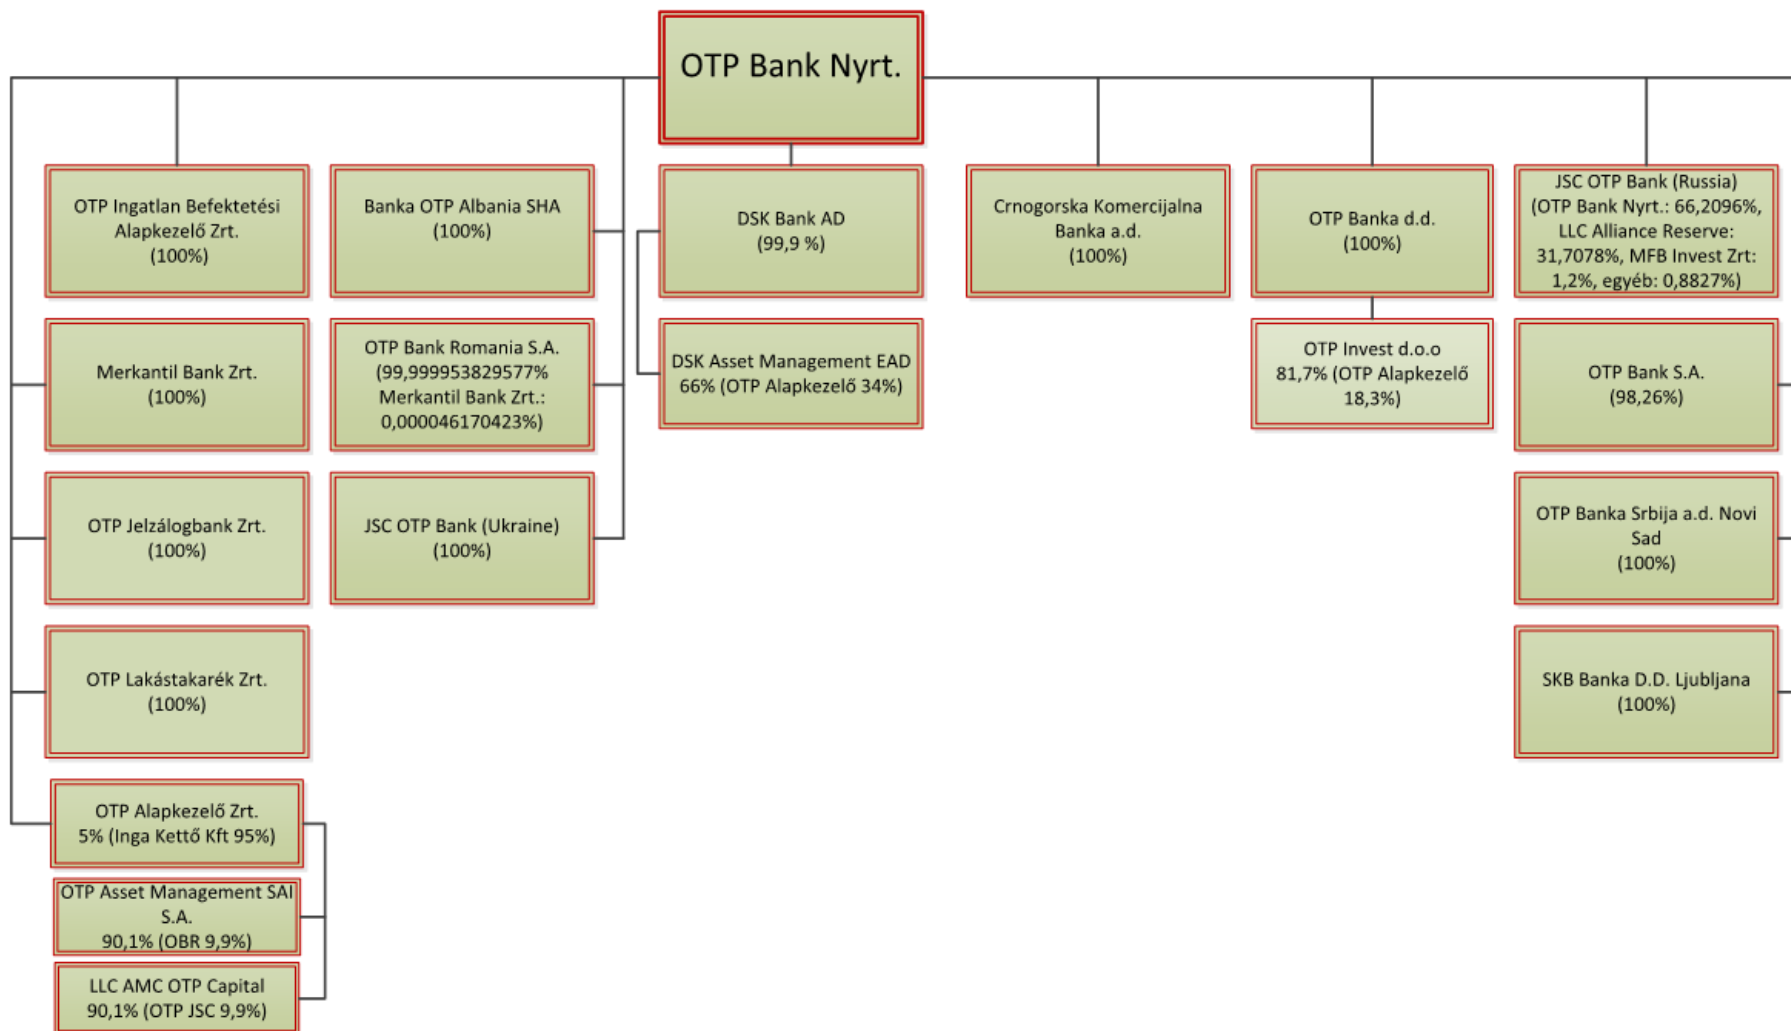 OTP Bank Nyrt.
OTP Ingatlan Befektetési
Alapkezelő Zrt.
(100%)
Banka OTP Albania SHA
(100%)
DSK Bank AD
(99,9 %)
Crnogorska Komercijalna
Banka a.d.
(100%)
OTP Banka d.d.
(100%)
JSC OTP Bank (Russia)
(OTP Bank Nyrt.: 66,2096%,
LLC Alliance Reserve:
31,7078%, MFB Invest Zrt:
1,2%, egyéb: 0,8827%)
Merkantil Bank Zrt.
(100%)
OTP Bank Romania S.A.
(99,999953829577%
Merkantil Bank Zrt.:
0,000046170423%)
DSK Asset Management EAD
66% (OTP Alapkezelő 34%)
OTP Invest d.o.o
81,7% (OTP Alapkezelő
18,3%)
OTP Bank S.A.
(98,26%)
OTP Jelzálogbank Zrt.
(100%)
JSC OTP Bank (Ukraine)
(100%)
OTP Banka Srbija a.d. Novi
Sad
(100%)
OTP Lakástakarék Zrt.
(100%)
SKB Banka D.D. Ljubljana
(100%)
OTP Alapkezelő Zrt.
5% (Inga Kettő Kft 95%)
OTP Asset Management SAI
S.A.
90,1% (OBR 9,9%)
LLC AMC OTP Capital
90,1% (OTP JSC 9,9%)